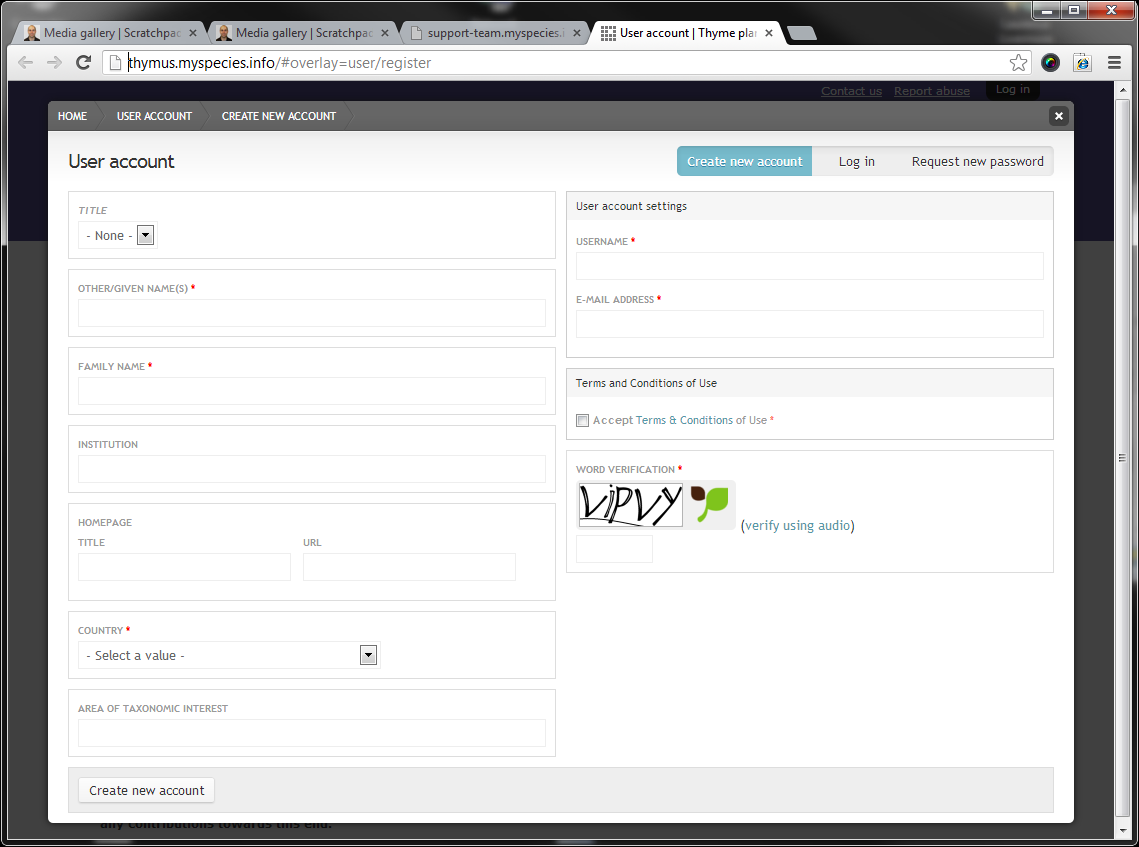 Media gallery | Scratchpad
Media gallery | Scratchpad
support-team.myspecies.i
User account | Thyme plan
thymus.myspecies.info/#overlay=user/register
Contact us
Report abuse
Log in
HOME
USER ACCOUNT
CREATE NEW ACCOUNT
User account
Create new account
Log in
Request new password
TITLE
- None -
OTHER/GIVEN NAME(S) *
FAMILY NAME *
INSTITUTION
HOMEPAGE
TITLE
URL
COUNTRY *
- Select a value -
AREA OF TAXONOMIC INTEREST
Create new account
User account settings
USERNAME *
E-MAIL ADDRESS *
Terms and Conditions of Use
Accept Terms & Conditions of Use *
WORD VERIFICATION *
VIPVY
(verify using audio)
any contributions towards this end.